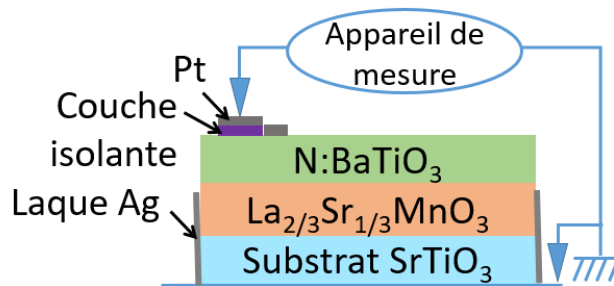 Appareil de
mesure
Pt
Couche
isolante
N:BaTiO₃
Laque Ag
La₂/₃Sr₁/₃MnO₃
Substrat SrTiO₃